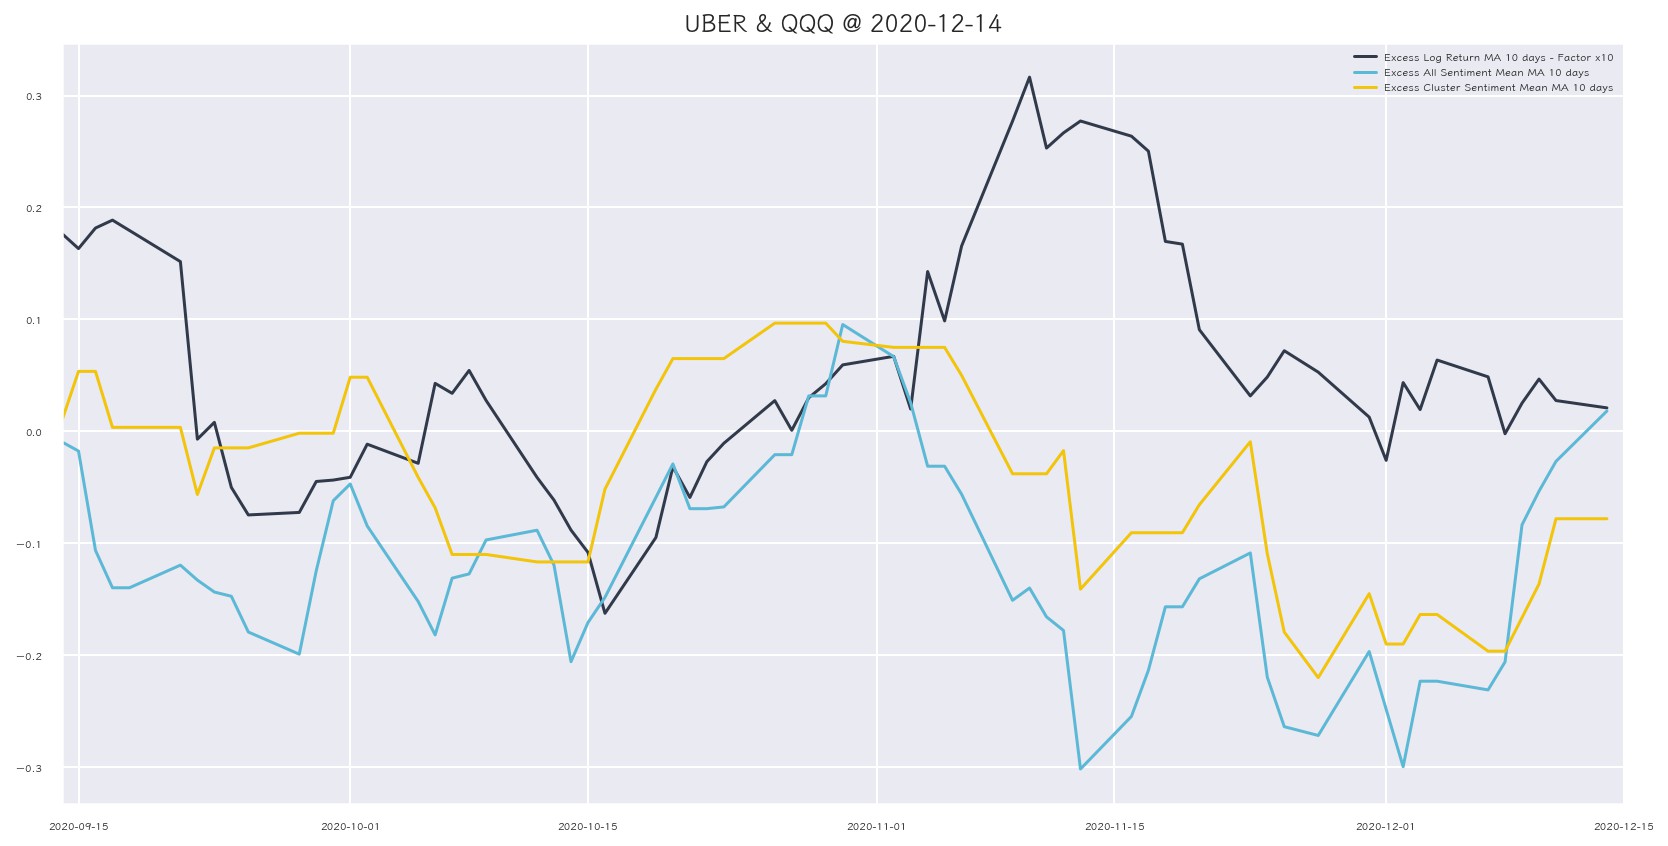 UBER & QQQ @ 2020-12-14
Excess Log Return MA 10 days - Factor x10
Excess All Sentiment Mean MA 10 days
Excess Cluster Sentiment Mean MA 10 days
0.3
0.2
0.1
0.0
−0.1
−0.2
−0.3
2020-09-15 2020-10-01 2020-10-15 2020-11-01 2020-11-15 2020-12-01 2020-12-15